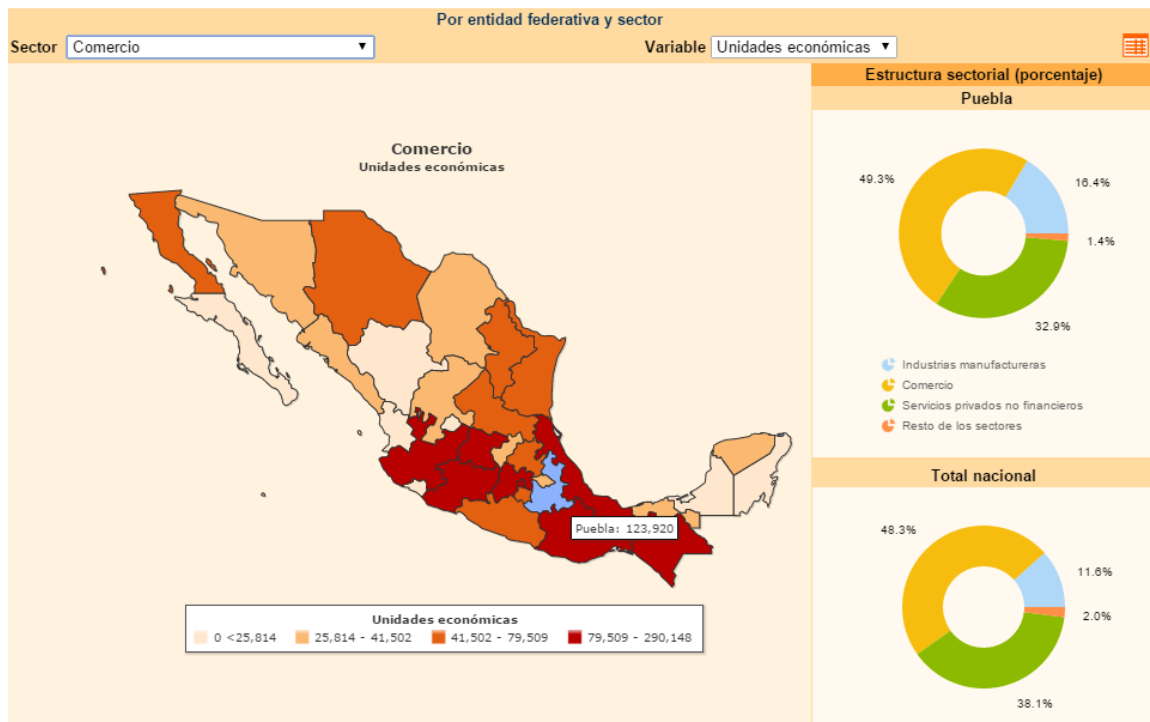 Por entidad federativa y sector
Sector Comercio Variable Unidades económicas
Estructura sectorial (porcentaje)
Puebla
Comercio
Unidades económicas
49.3%
16.4%
1.4%
32.9%
Industrias manufactureras
Comercio
Servicios privados no financieros
Resto de los sectores
Total nacional
Puebla: 123,920
48.3%
11.6%
2.0%
38.1%
Unidades económicas
0 <25,814 25,814 - 41,502 41,502 - 79,509 79,509 - 290,148